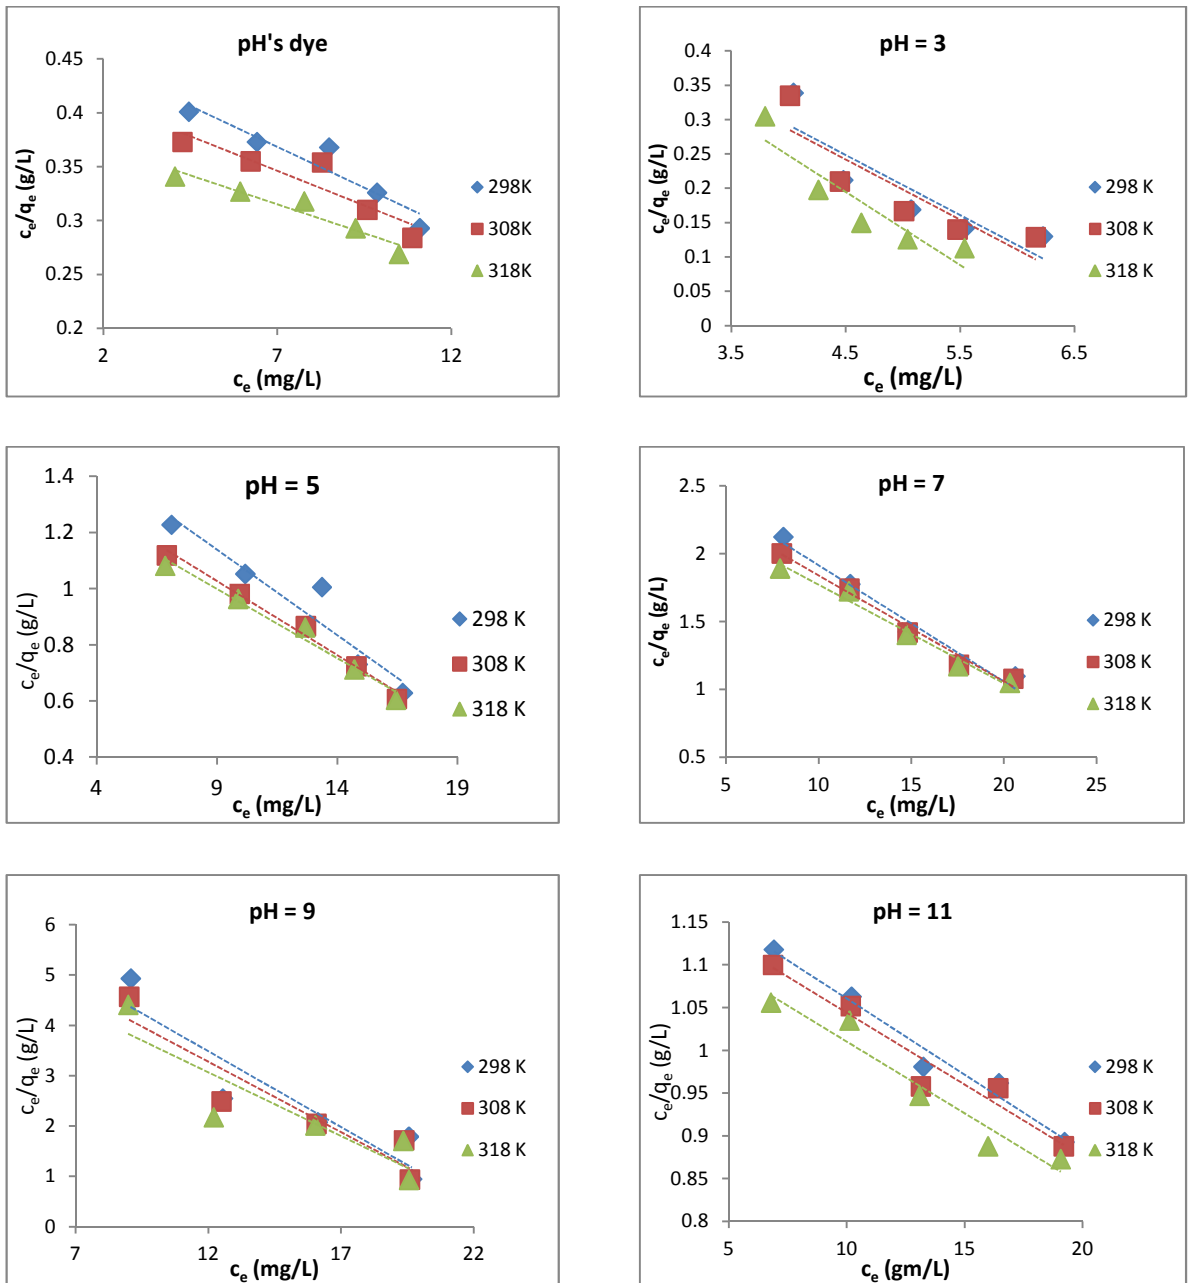 pH's dye
0.45
0.4
0.35
0.3
0.25
0.2
cₑ/qₑ (g/L)
2 7 12
cₑ (mg/L)
298K
308K
318K
pH = 3
0.4
0.35
0.3
0.25
0.2
0.15
0.1
0.05
0
cₑ/qₑ (g/L)
3.5 4.5 5.5 6.5
cₑ (mg/L)
298 K
308 K
318 K
pH = 5
1.4
1.2
1
0.8
0.6
0.4
cₑ/qₑ (g/L)
4 9 14 19
cₑ (mg/L)
298 K
308 K
318 K
pH = 7
2.5
2
1.5
1
0.5
cₑ/qₑ (g/L)
5 10 15 20 25
cₑ (mg/L)
298 K
308 K
318 K
pH = 9
6
5
4
3
2
1
0
cₑ/qₑ (g/L)
7 12 17 22
cₑ (mg/L)
298 K
308 K
318 K
pH = 11
1.15
1.1
1.05
1
0.95
0.9
0.85
0.8
cₑ/qₑ (g/L)
5 10 15 20
cₑ (gm/L)
298 K
308 K
318 K